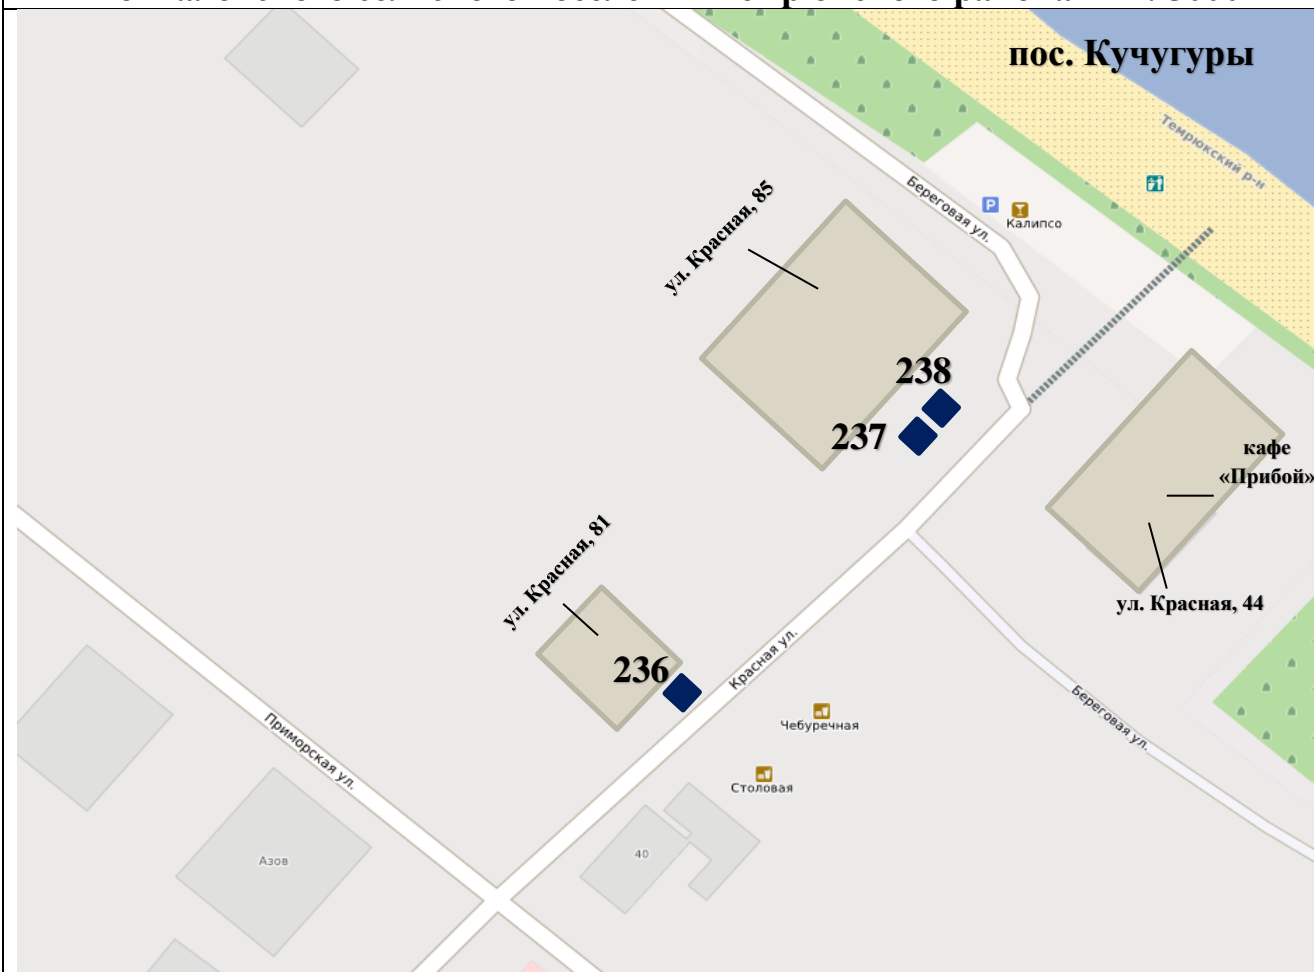 пос. Кучугуры
Темрюкский р-н
Береговая ул.
P
Калипсо
ул. Красная, 85
238
237
кафе
«Прибой»
ул. Красная, 81
ул. Красная, 44
236
Красная ул.
Чебуречная
Береговая ул.
Приморская ул.
Столовая
40
Азов